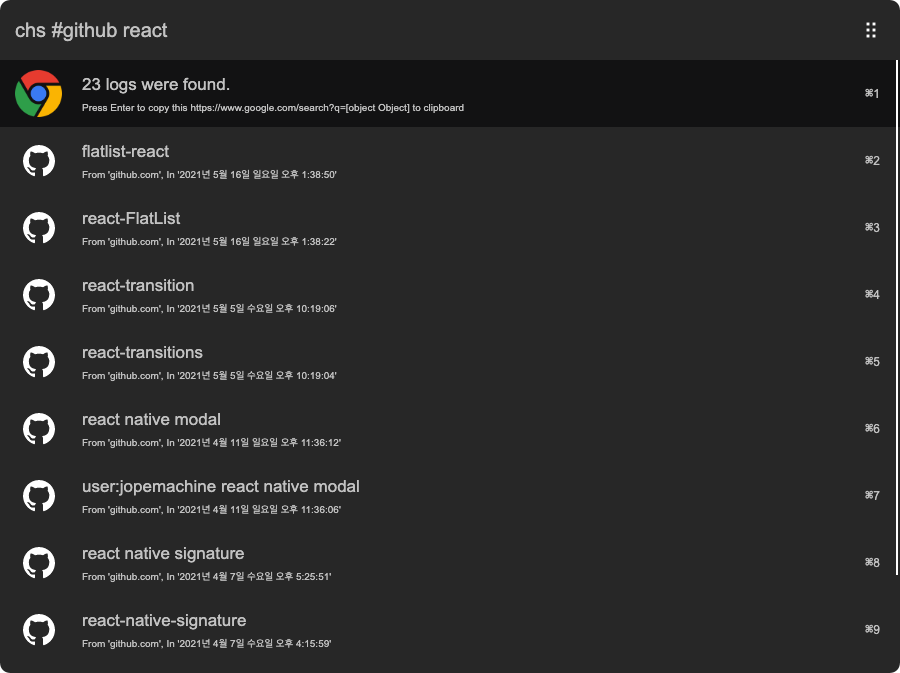 chs #github react
23 logs were found.
⌘1
Press Enter to copy this https://www.google.com/search?q=[object Object] to clipboard
flatlist-react
⌘2
From 'github.com', In '2021년 5월 16일 일요일 오후 1:38:50'
react-FlatList
⌘3
From 'github.com', In '2021년 5월 16일 일요일 오후 1:38:22'
react-transition
⌘4
From 'github.com', In '2021년 5월 5일 수요일 오후 10:19:06'
react-transitions
⌘5
From 'github.com', In '2021년 5월 5일 수요일 오후 10:19:04'
react native modal
⌘6
From 'github.com', In '2021년 4월 11일 일요일 오후 11:36:12'
user:jopemachine react native modal
⌘7
From 'github.com', In '2021년 4월 11일 일요일 오후 11:36:06'
react native signature
⌘8
From 'github.com', In '2021년 4월 7일 수요일 오후 5:25:51'
react-native-signature
⌘9
From 'github.com', In '2021년 4월 7일 수요일 오후 4:15:59'